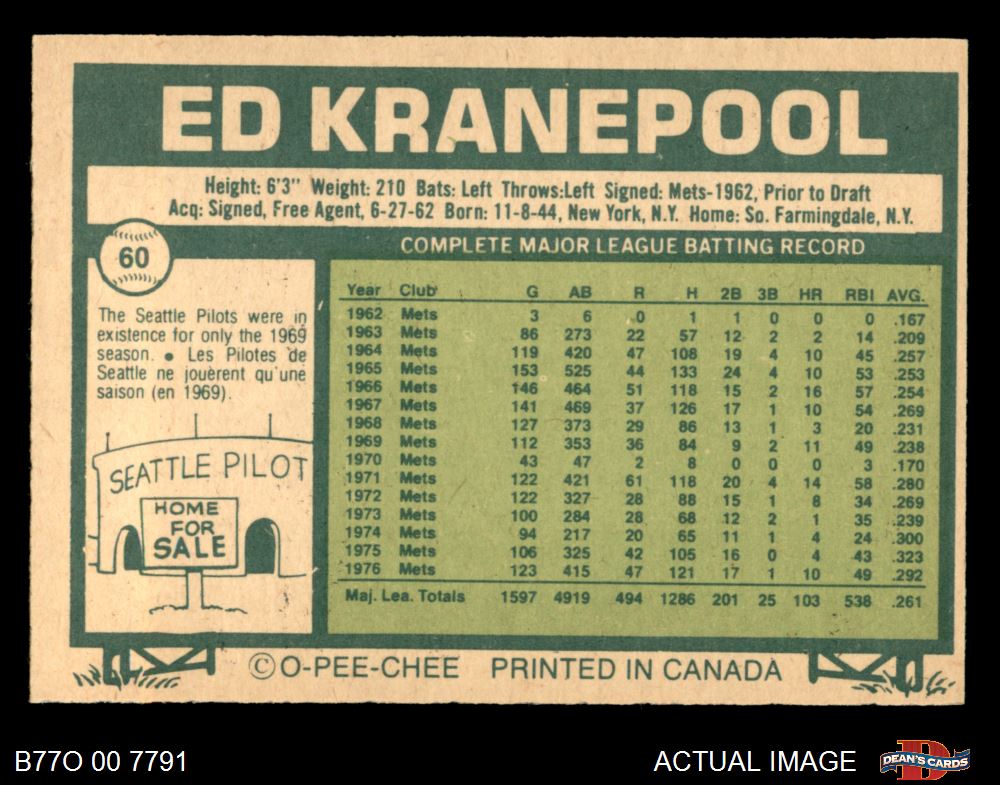 ED KRANEPOOL
Height: 6'3" Weight: 210 Bats: Left Throws:Left Signed: Mets-1962, Prior to Draft
Acq: Signed, Free Agent, 6-27-62 Born: 11-8-44, New York, N.Y. Home: So. Farmingdale, N.Y.
60
The Seattle Pilots were in
existence for only the 1969
season. ● Les Pilotes de
Seattle ne jouèrent qu'une
saison (en 1969).
SEATTLE PILOT
HOME
FOR
SALE
COMPLETE MAJOR LEAGUE BATTING RECORD
Year Club G AB R H 2B 3B HR RBI AVG.
1962 Mets 3 6 0 1 1 0 0 0 .167
1963 Mets 86 273 22 57 12 2 2 14 .209
1964 Mets 119 420 47 108 19 4 10 45 .257
1965 Mets 153 525 44 133 24 4 10 53 .253
1966 Mets 146 464 51 118 15 2 16 57 .254
1967 Mets 141 469 37 126 17 1 10 54 .269
1968 Mets 127 373 29 86 13 1 3 20 .231
1969 Mets 112 353 36 84 9 2 11 49 .238
1970 Mets 43 47 2 8 0 0 0 3 .170
1971 Mets 122 421 61 118 20 4 14 58 .280
1972 Mets 122 327 28 88 15 1 8 34 .269
1973 Mets 100 284 28 68 12 2 1 35 .239
1974 Mets 94 217 20 65 11 1 4 24 .300
1975 Mets 106 325 42 105 16 0 4 43 .323
1976 Mets 123 415 47 121 17 1 10 49 .292
Maj. Lea. Totals 1597 4919 494 1286 201 25 103 538 .261
© O-PEE-CHEE PRINTED IN CANADA
B77O 00 7791
ACTUAL IMAGE
DEAN'S CARDS